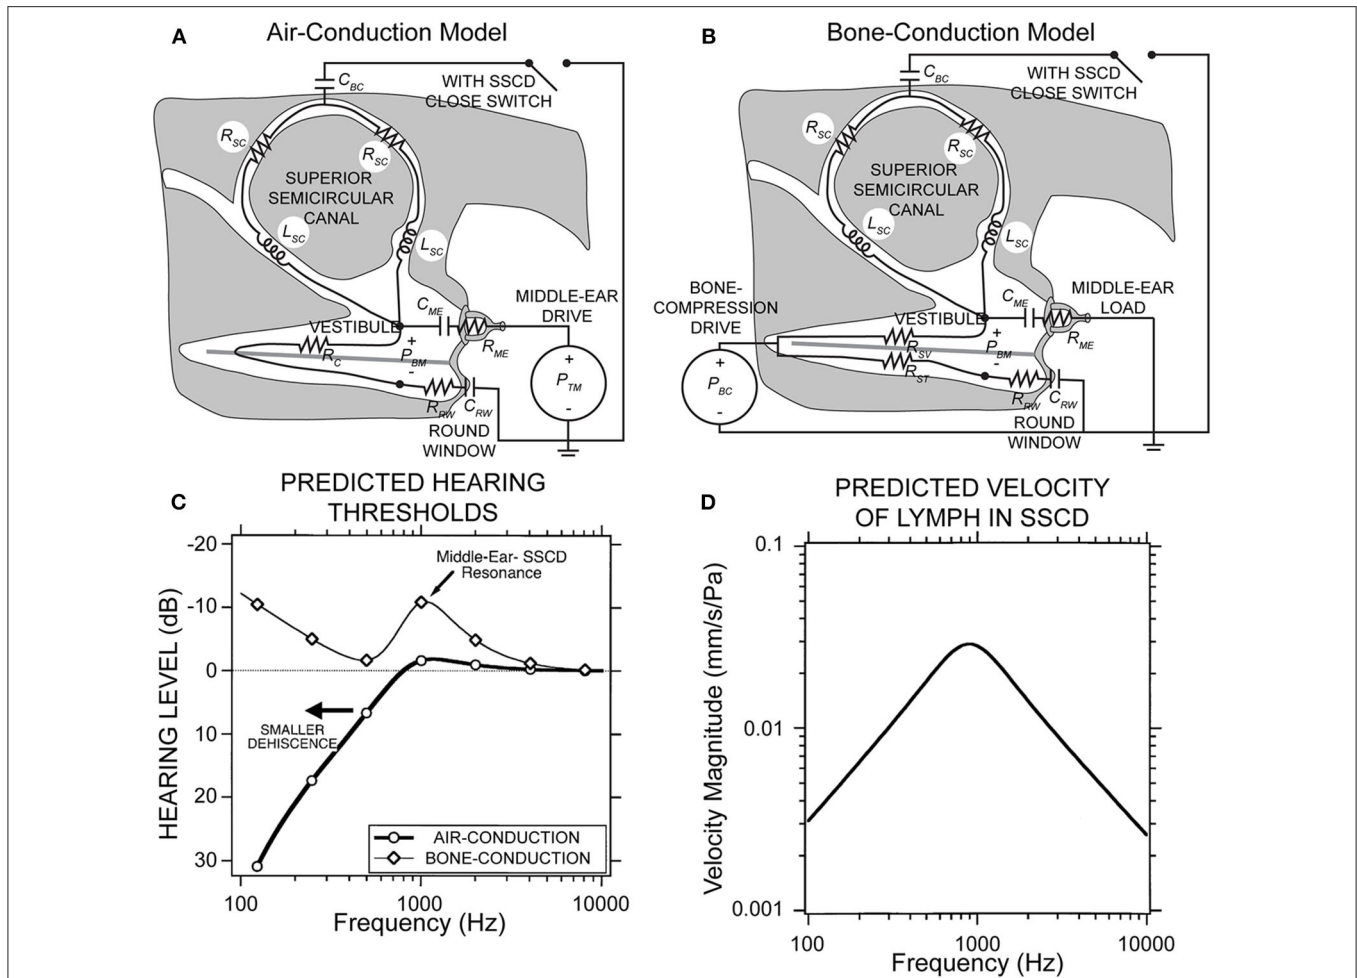 A
Air-Conduction Model
C_BC
WITH SSCD
CLOSE SWITCH
R_SC
R_SC
SUPERIOR
SEMICIRCULAR
CANAL
L_SC
L_SC
C_ME
MIDDLE-EAR
DRIVE
VESTIBULE
R_ME
R_C
+
P_BM
-
+
P_TM
-
R_RW
C_RW
ROUND
WINDOW
B
Bone-Conduction Model
C_BC
WITH SSCD
CLOSE SWITCH
R_SC
R_SC
SUPERIOR
SEMICIRCULAR
CANAL
L_SC
L_SC
BONE-
COMPRESSION
DRIVE
C_ME
MIDDLE-EAR
LOAD
VESTIBULE
R_ME
R_SV
+
P_BM
-
R_ST
+
P_BC
-
R_RW
C_RW
ROUND
WINDOW
C
PREDICTED HEARING
THRESHOLDS
-20
-10
0
10
20
30
HEARING LEVEL (dB)
Middle-Ear- SSCD
Resonance
SMALLER
DEHISCENCE
AIR-CONDUCTION
BONE-CONDUCTION
100
1000
10000
Frequency (Hz)
D
PREDICTED VELOCITY
OF LYMPH IN SSCD
0.1
0.01
0.001
Velocity Magnitude (mm/s/Pa)
100
1000
10000
Frequency (Hz)